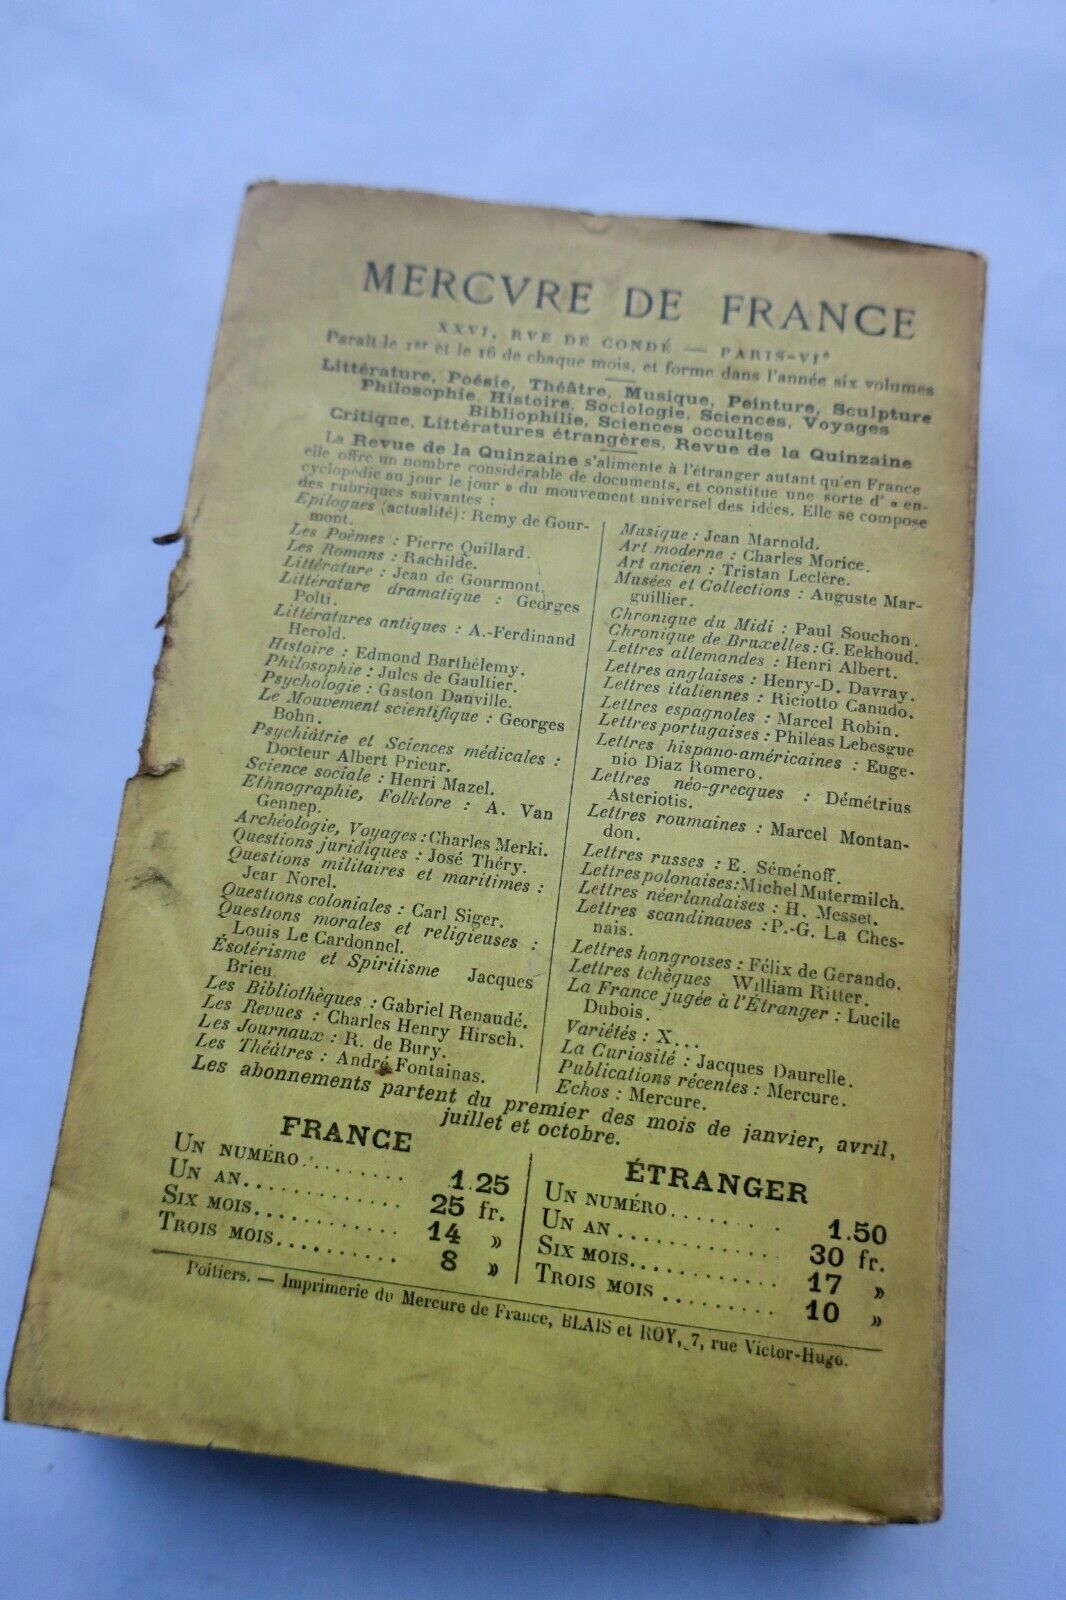 MERCVRE DE FRANCE
XXVI, RVE DE CONDÉ — PARIS-VIe
Paraît le 1er et le 16 de chaque mois, et forme dans l'année six volumes
Littérature, Poésie, Théâtre, Musique, Peinture, Sculpture
Philosophie, Histoire, Sociologie, Sciences, Voyages
Bibliophilie, Sciences occultes
Critique, Littératures étrangères, Revue de la Quinzaine
La Revue de la Quinzaine s'alimente à l'étranger autant qu'en France
elle offre un nombre considérable de documents, et constitue une sorte d' « en-
cyclopédie au jour le jour » du mouvement universel des idées. Elle se compose
des rubriques suivantes :
Epilogues (actualité): Remy de Gour-
mont.
Les Poèmes : Pierre Quillard.
Les Romans : Rachilde.
Littérature : Jean de Gourmont.
Littérature dramatique : Georges
Polti.
Littératures antiques : A.-Ferdinand
Herold.
Histoire : Edmond Barthélemy.
Philosophie : Jules de Gaultier.
Psychologie : Gaston Danville.
Le Mouvement scientifique : Georges
Bohn.
Psychiâtrie et Sciences médicales :
Docteur Albert Prieur.
Science sociale : Henri Mazel.
Ethnographie, Folklore : A. Van
Gennep.
Archéologie, Voyages : Charles Merki.
Questions juridiques : José Théry.
Questions militaires et maritimes :
Jear Norel.
Questions coloniales : Carl Siger.
Questions morales et religieuses :
Louis Le Cardonnel.
Ésotérisme et Spiritisme Jacques
Brieu
Les Bibliothèques : Gabriel Renaudé.
Les Revues : Charles Henry Hirsch.
Les Journaux : R. de Bury.
Les Théâtres : André Fontainas.
Musique : Jean Marnold.
Art moderne : Charles Morice.
Art ancien : Tristan Leclère.
Musées et Collections : Auguste Mar-
guillier.
Chronique du Midi : Paul Souchon.
Chronique de Bruxelles : G. Eekhoud.
Lettres allemandes : Henri Albert.
Lettres anglaises : Henry-D. Davray.
Lettres italiennes : Riciotto Canudo.
Lettres espagnoles : Marcel Robin.
Lettres portugaises : Philéas Lebesgue
Lettres hispano-américaines : Euge-
nio Diaz Romero.
Lettres néo-grecques : Démétrius
Asteriotis.
Lettres roumaines : Marcel Montan-
don.
Lettres russes : E. Séménoff.
Lettres polonaises: Michel Mutermilch.
Lettres néerlandaises : H. Messet.
Lettres scandinaves : P.-G. La Ches-
nais.
Lettres hongroises : Félix de Gerando.
Lettres tchèques William Ritter.
La France jugée à l'Étranger : Lucile
Dubois.
Variétés : X...
La Curiosité : Jacques Daurelle.
Publications récentes : Mercure.
Echos : Mercure.
Les abonnements partent du premier des mois de janvier, avril,
juillet et octobre.
FRANCE
UN NUMÉRO........ 1.25
UN AN............ 25 fr.
SIX MOIS........... 14 »
TROIS MOIS.......... 8 »
ÉTRANGER
UN NUMÉRO........ 1.50
UN AN............ 30 fr.
SIX MOIS........... 17 »
TROIS MOIS ......... 10 »
Poitiers. — Imprimerie du Mercure de France, BLAIS et ROY, 7, rue Victor-Hugo.